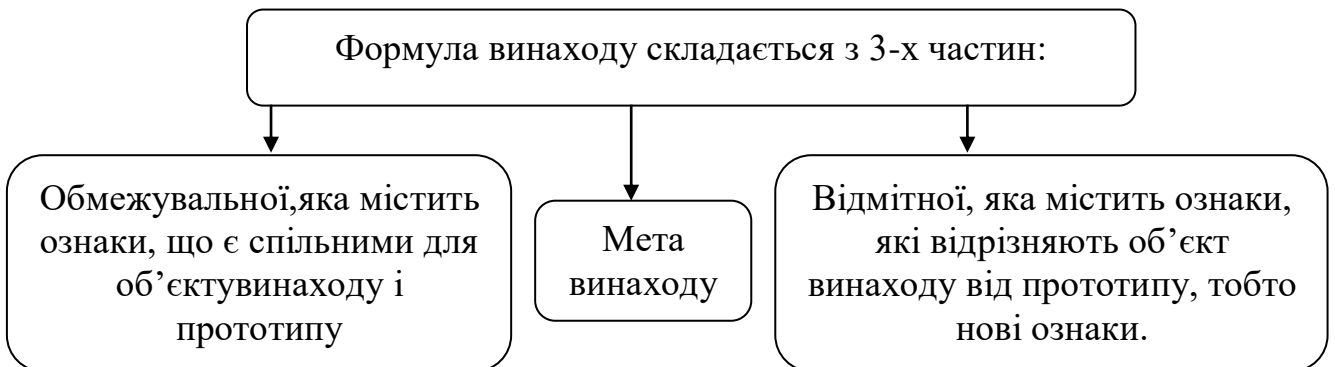 Формула винаходу складається з 3-х частин:
Обмежувальної,яка містить
ознаки, що є спільними для
об’єктувинаходу і
прототипу
Мета
винаходу
Відмітної, яка містить ознаки,
які відрізняють об’єкт
винаходу від прототипу, тобто
нові ознаки.